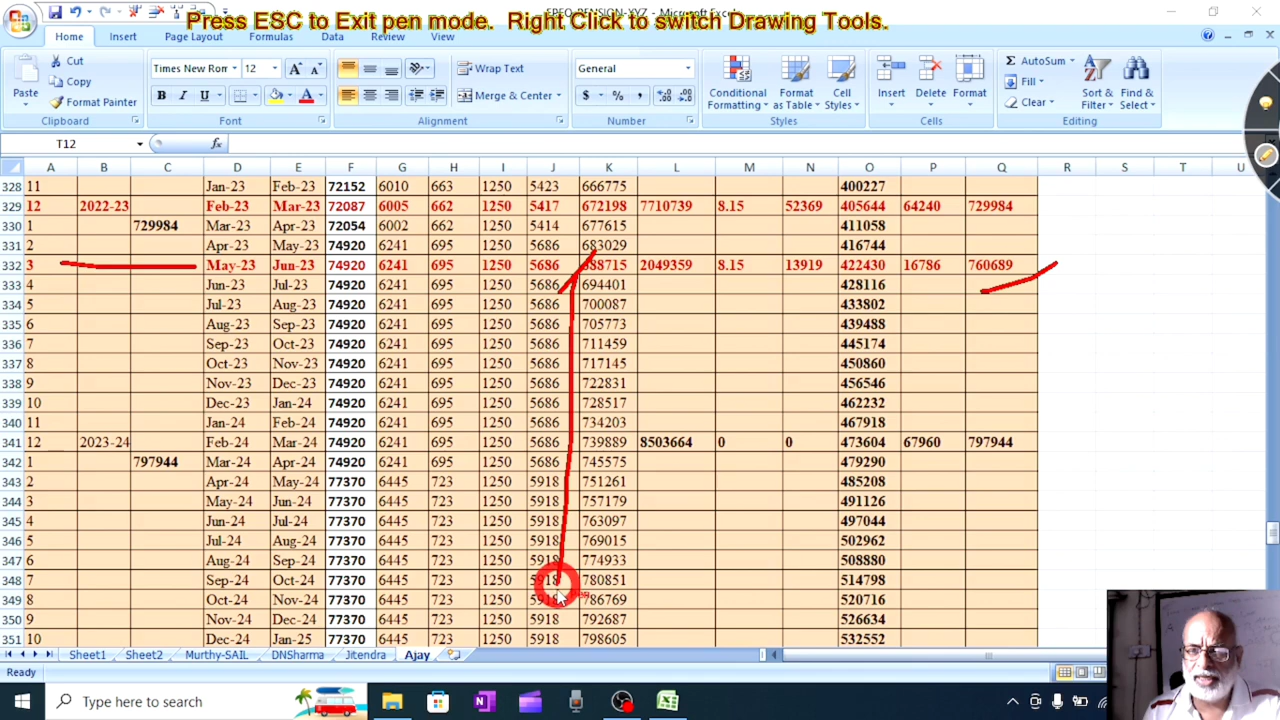 SPEO PENSION-XYZ - Microsoft Excel
Press ESC to Exit pen mode. Right Click to switch Drawing Tools.
Home Insert Page Layout Formulas Data Review View
Cut
Copy
Format Painter
Paste
Clipboard
Times New Ron 12 A A
B I U A
Font
Wrap Text
Merge & Center
Alignment
General
$ % ,
Number
Conditional Formatting
Format as Table
Cell Styles
Styles
Insert Delete Format
Cells
AutoSum
Fill
Clear
Sort & Filter
Find & Select
Editing
T12 fx
A B C D E F G H I J K L M N O P Q R S T U
328 11 Jan-23 Feb-23 72152 6010 663 1250 5423 666775 400227
329 12 2022-23 Feb-23 Mar-23 72087 6005 662 1250 5417 672198 7710739 8.15 52369 405644 64240 729984
330 1 729984 Mar-23 Apr-23 72054 6002 662 1250 5414 677615 411058
331 2 Apr-23 May-23 74920 6241 695 1250 5686 683029 416744
332 3 May-23 Jun-23 74920 6241 695 1250 5686 688715 2049359 8.15 13919 422430 16786 760689
333 4 Jun-23 Jul-23 74920 6241 695 1250 5686 694401 428116
334 5 Jul-23 Aug-23 74920 6241 695 1250 5686 700087 433802
335 6 Aug-23 Sep-23 74920 6241 695 1250 5686 705773 439488
336 7 Sep-23 Oct-23 74920 6241 695 1250 5686 711459 445174
337 8 Oct-23 Nov-23 74920 6241 695 1250 5686 717145 450860
338 9 Nov-23 Dec-23 74920 6241 695 1250 5686 722831 456546
339 10 Dec-23 Jan-24 74920 6241 695 1250 5686 728517 462232
340 11 Jan-24 Feb-24 74920 6241 695 1250 5686 734203 467918
341 12 2023-24 Feb-24 Mar-24 74920 6241 695 1250 5686 739889 8503664 0 0 473604 67960 797944
342 1 797944 Mar-24 Apr-24 74920 6241 695 1250 5686 745575 479290
343 2 Apr-24 May-24 77370 6445 723 1250 5918 751261 485208
344 3 May-24 Jun-24 77370 6445 723 1250 5918 757179 491126
345 4 Jun-24 Jul-24 77370 6445 723 1250 5918 763097 497044
346 5 Jul-24 Aug-24 77370 6445 723 1250 5918 769015 502962
347 6 Aug-24 Sep-24 77370 6445 723 1250 5918 774933 508880
348 7 Sep-24 Oct-24 77370 6445 723 1250 5918 780851 514798
349 8 Oct-24 Nov-24 77370 6445 723 1250 5918 786769 520716
350 9 Nov-24 Dec-24 77370 6445 723 1250 5918 792687 526634
351 10 Dec-24 Jan-25 77370 6445 723 1250 5918 798605 532552
Sheet1 Sheet2 Murthy-SAIL DNSharma Jitendra Ajay
Ready
Type here to search